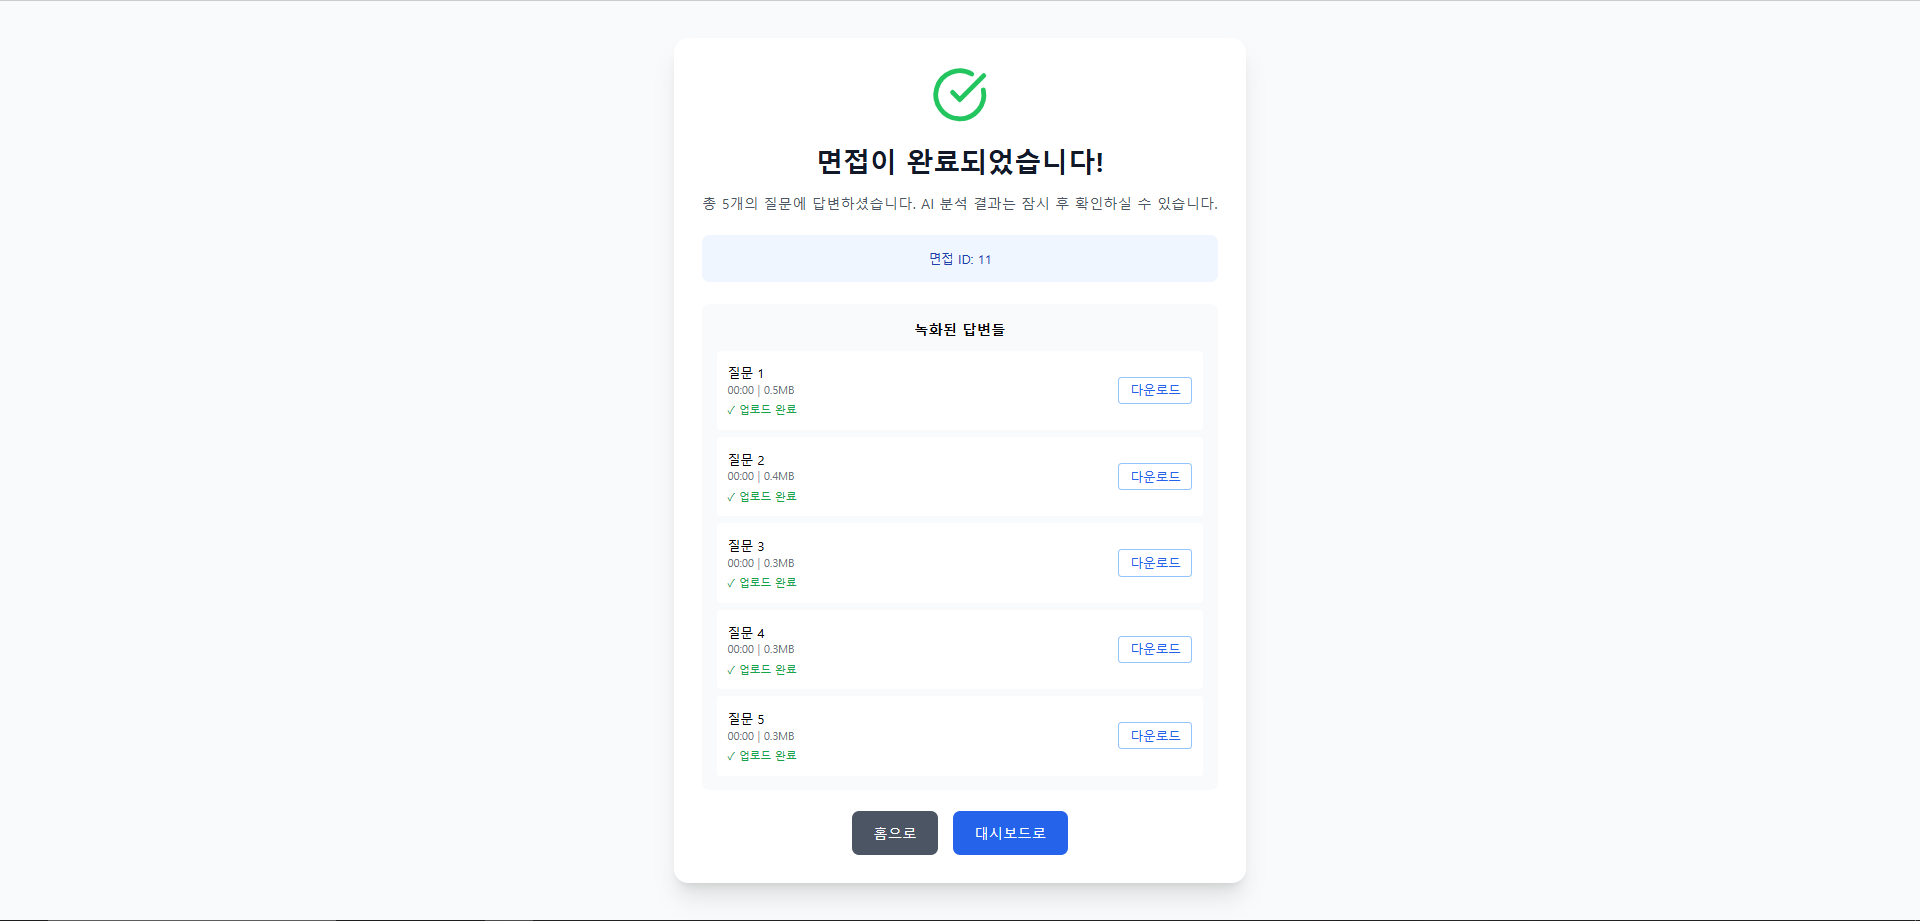 면접이 완료되었습니다!
총 5개의 질문에 답변하셨습니다. AI 분석 결과는 잠시 후 확인하실 수 있습니다.
면접 ID: 11
녹화된 답변들
질문 1
00:00 | 0.5MB
✓ 업로드 완료
다운로드
질문 2
00:00 | 0.4MB
✓ 업로드 완료
다운로드
질문 3
00:00 | 0.3MB
✓ 업로드 완료
다운로드
질문 4
00:00 | 0.3MB
✓ 업로드 완료
다운로드
질문 5
00:00 | 0.3MB
✓ 업로드 완료
다운로드
홈으로
대시보드로